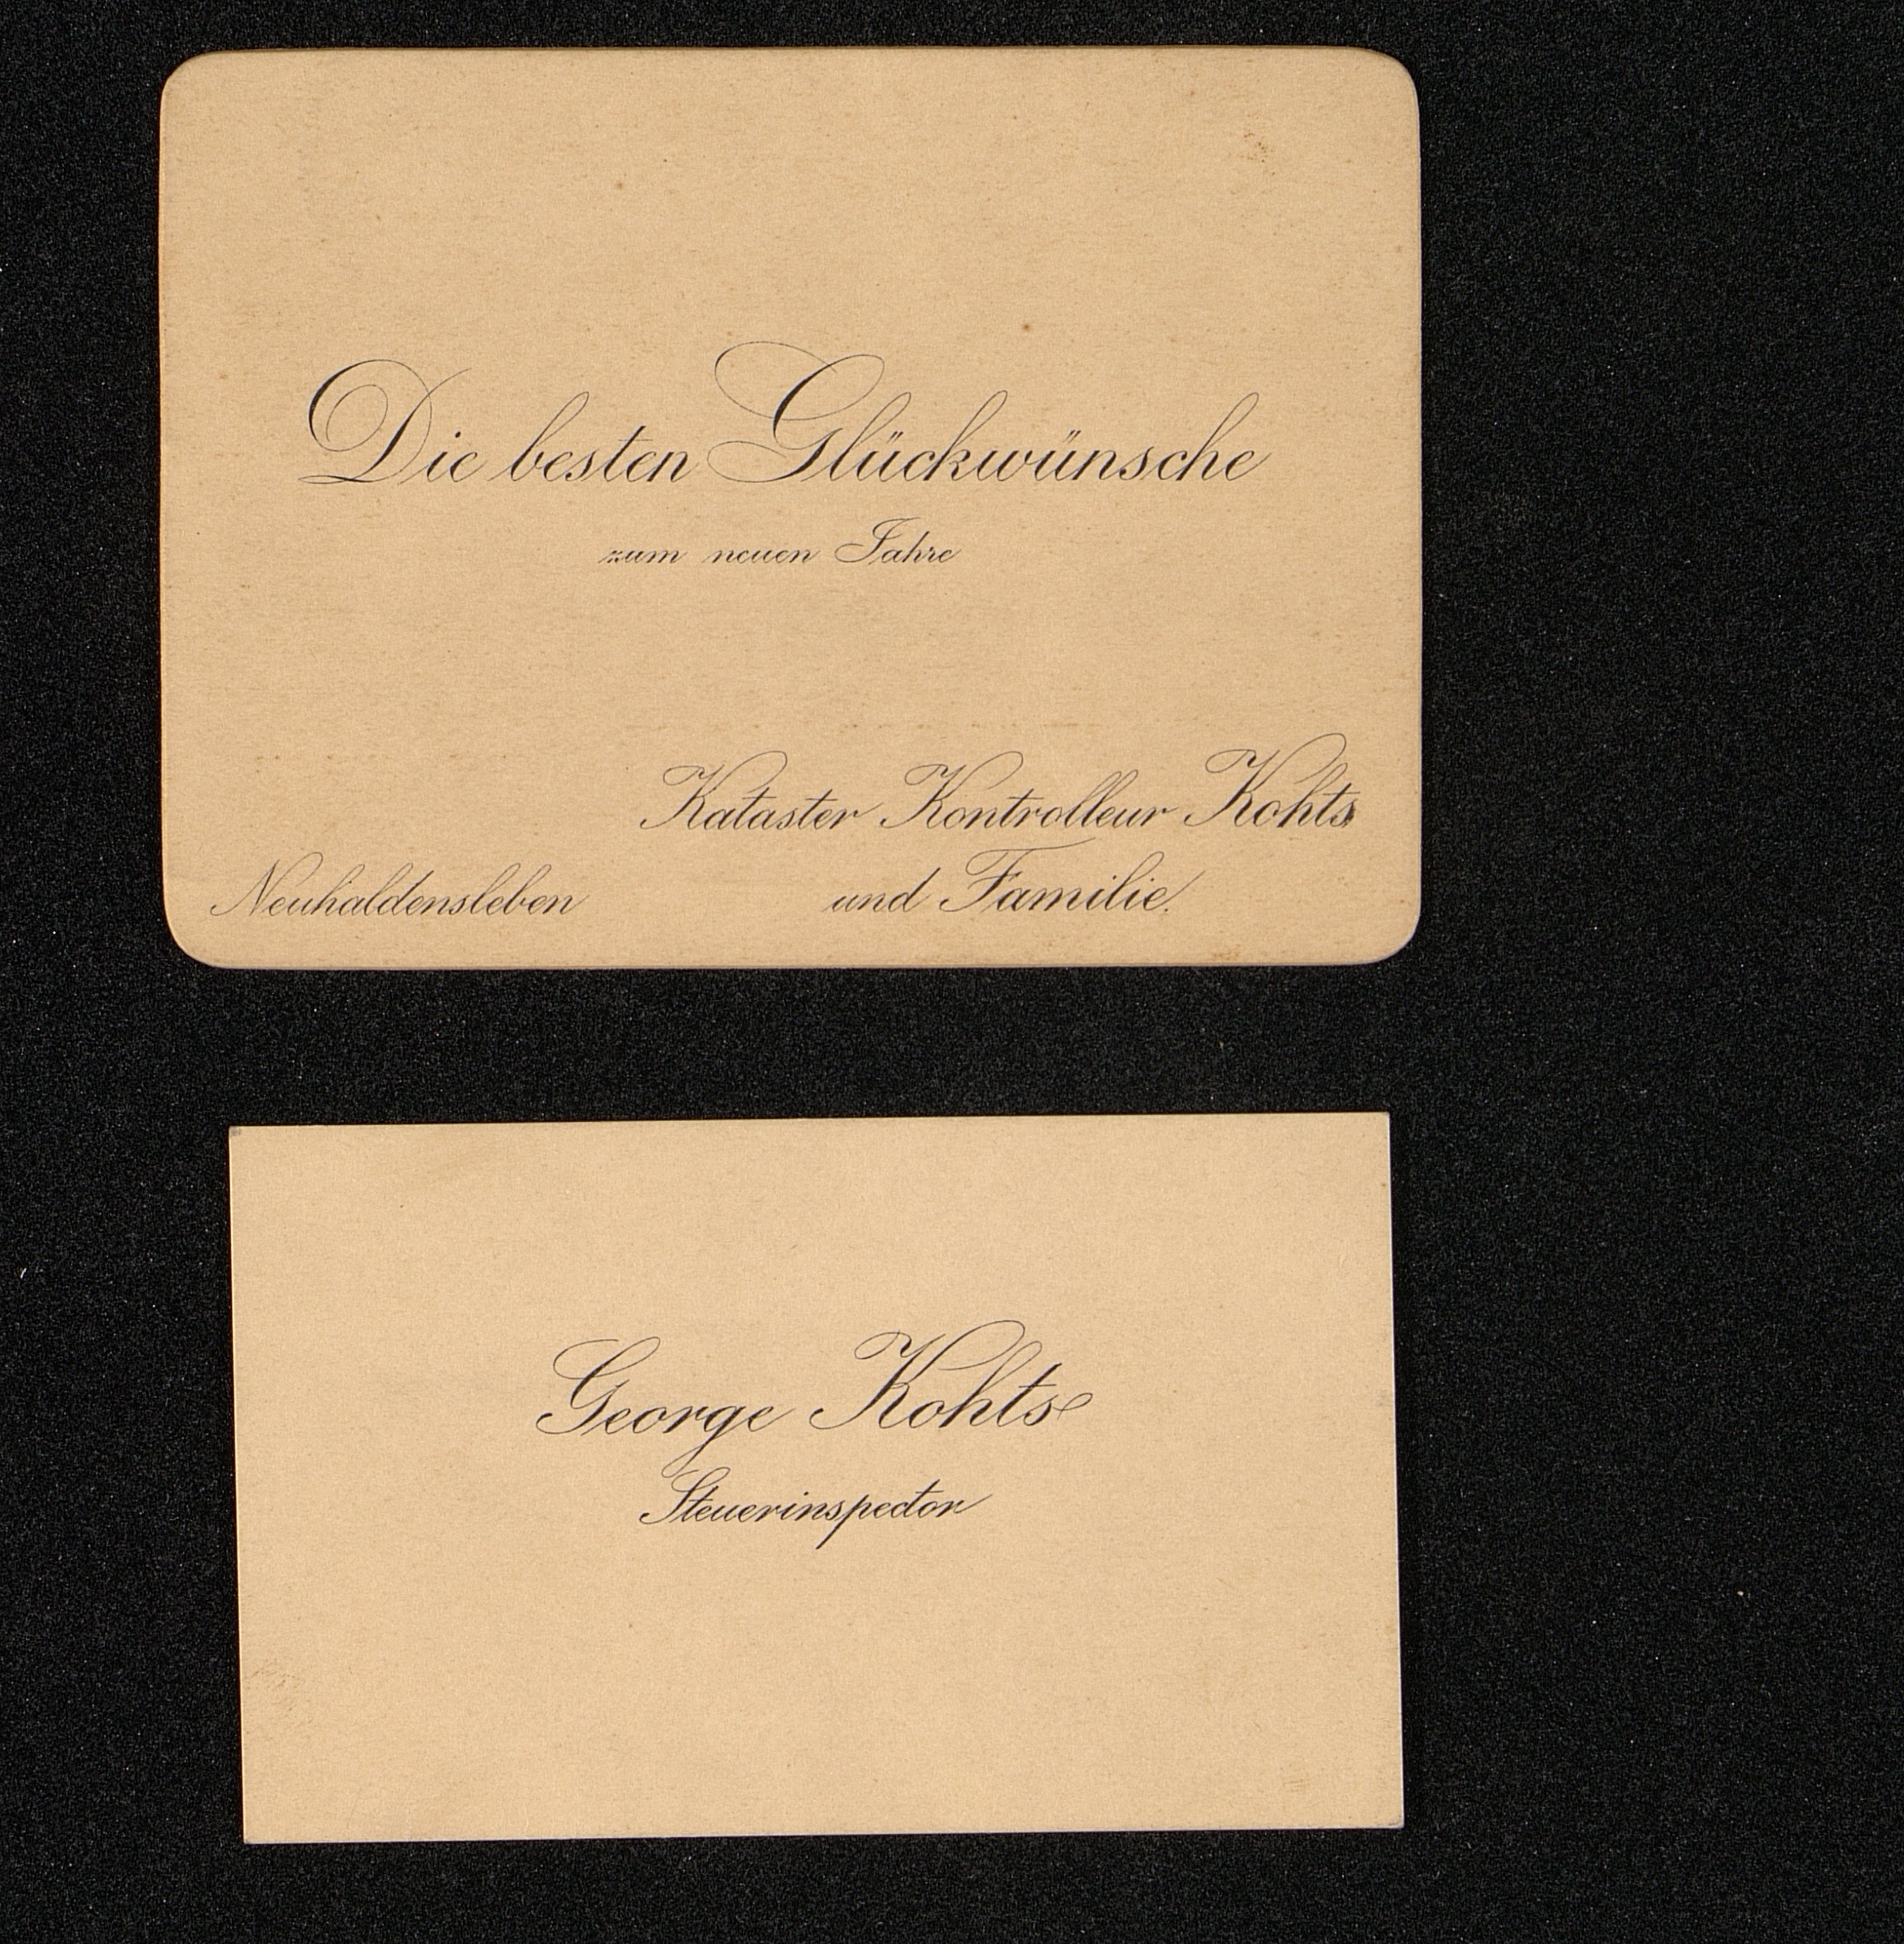 Die besten Glückwünsche
zum neuen Jahre
Kataster Kontrolleur Kohts
Neuhaldensleben und Familie.
George Kohts
Steuerinspector